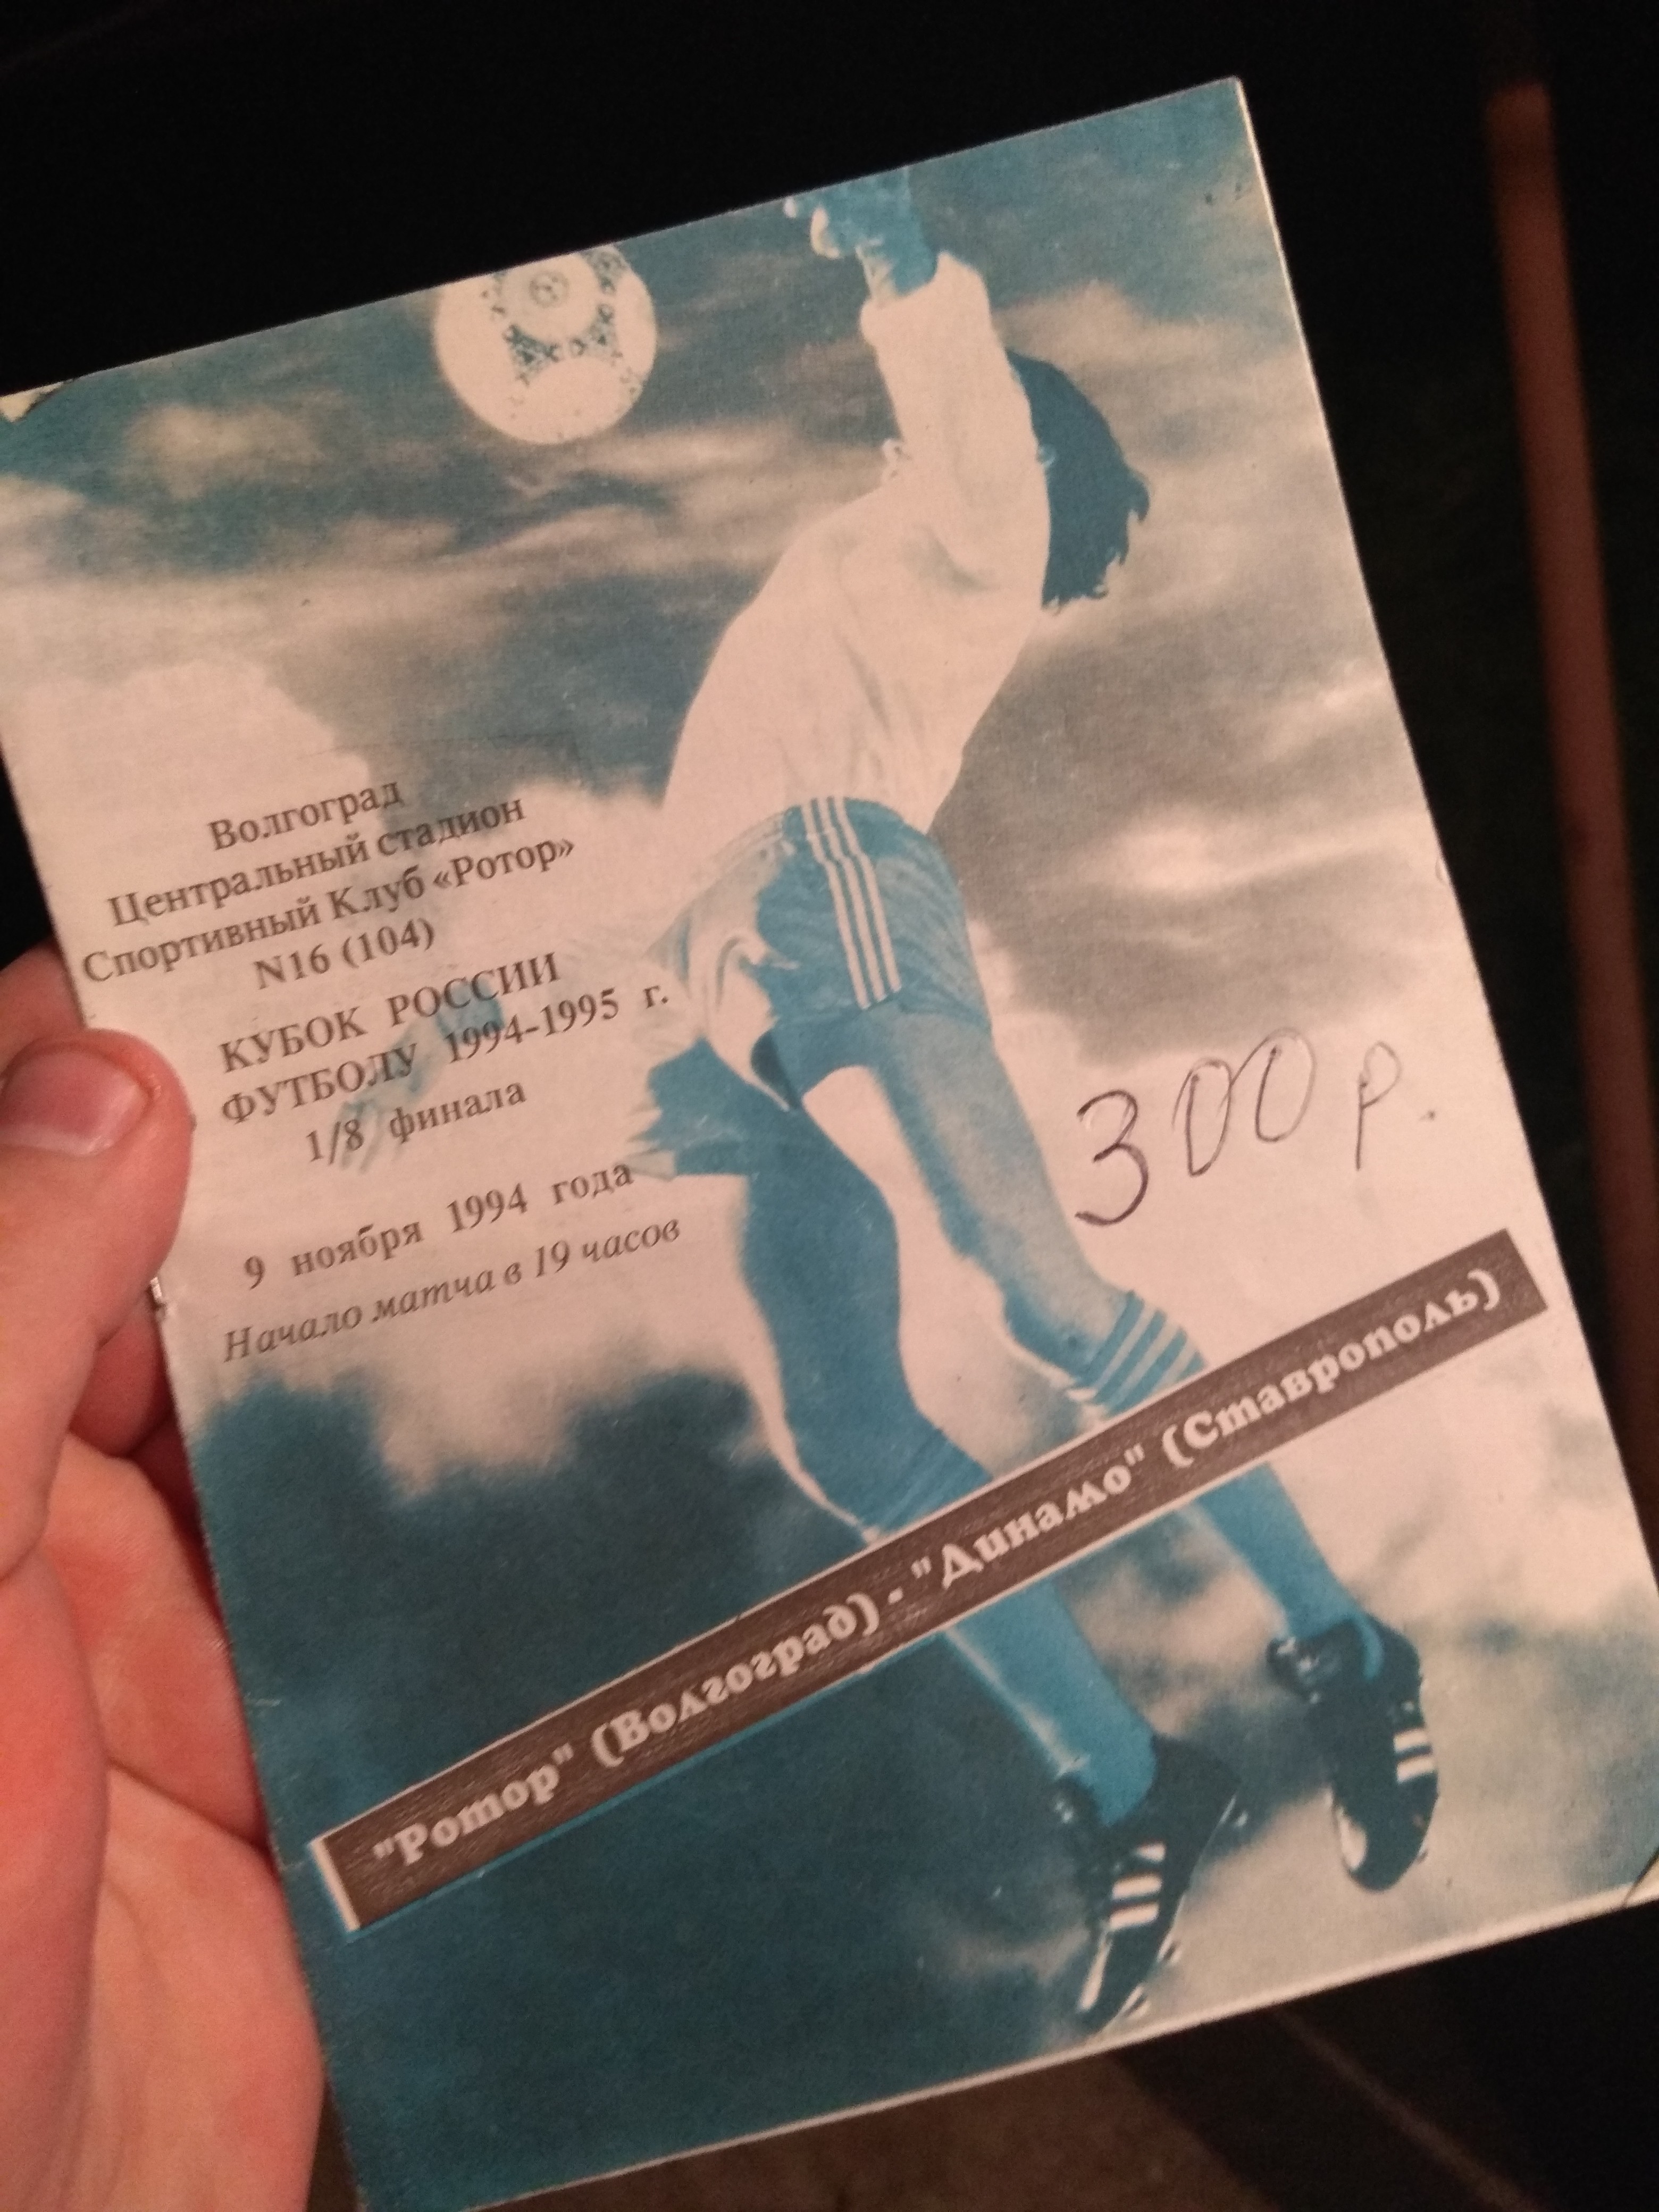 Волгоград
Центральный стадион
Спортивный Клуб «Ротор»
N16 (104)
КУБОК РОССИИ
ФУТБОЛУ 1994-1995 г.
1/8 финала
9 ноября 1994 года
Начало матча в 19 часов
300 р.
"Ротор" (Волгоград) - "Динамо" (Ставрополь)